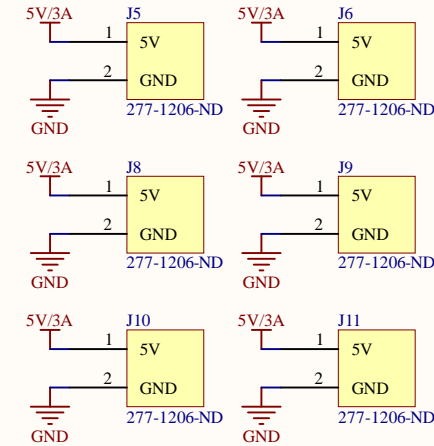 5V/3A J5 5V/3A J6
1 5V 1 5V
2 GND 2 GND
GND 277-1206-ND GND 277-1206-ND
5V/3A J8 5V/3A J9
1 5V 1 5V
2 GND 2 GND
GND 277-1206-ND GND 277-1206-ND
5V/3A J10 5V/3A J11
1 5V 1 5V
2 GND 2 GND
GND 277-1206-ND GND 277-1206-ND